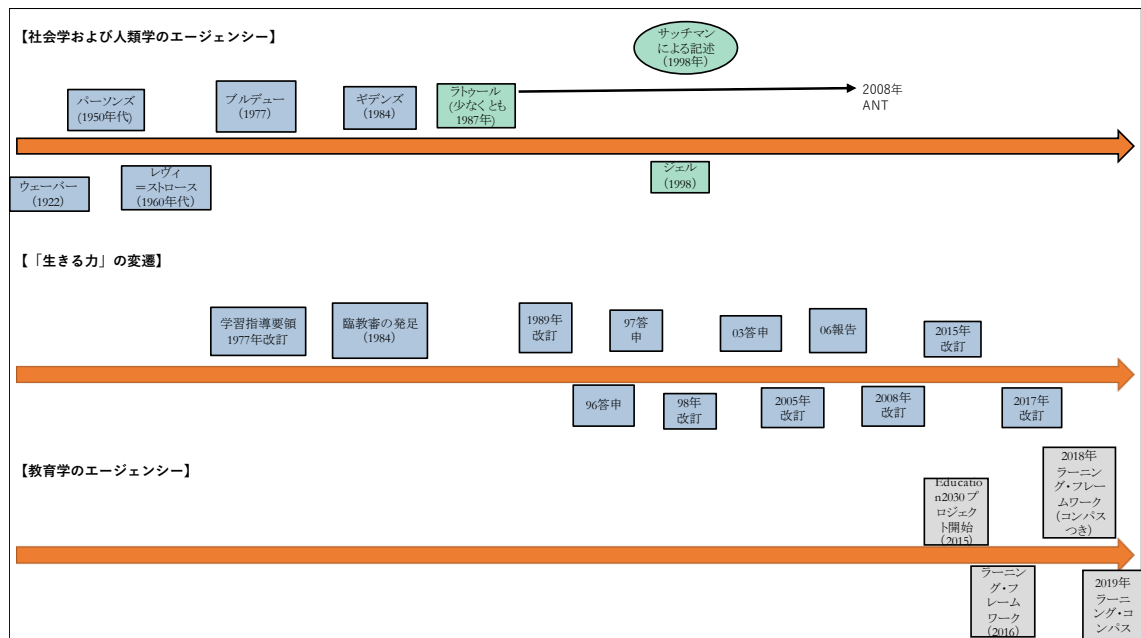 【社会学および人類学のエージェンシー】
サッチマン
による記述
(1998年)
パーソンズ
(1950年代)
ブルデュー
(1977)
ギデンズ
(1984)
ラトゥール
(少なくとも
1987年)
2008年
ANT
ウェーバー
(1922)
レヴィ
＝ストロース
(1960年代)
ジェル
(1998)
【「生きる力」の変遷】
学習指導要領
1977年改訂
臨教審の発足
(1984)
1989年
改訂
97答
申
03答申
06報告
2015年
改訂
96答申
98年
改訂
2005年
改訂
2008年
改訂
2017年
改訂
【教育学のエージェンシー】
Educatio
n2030プ
ロジェク
ト開始
(2015)
2018年
ラーニン
グ・フレー
ムワーク
(コンパス
つき)
ラーニン
グ・フ
レーム
ワーク
(2016)
2019年
ラーニ
ング・コ
ンパス